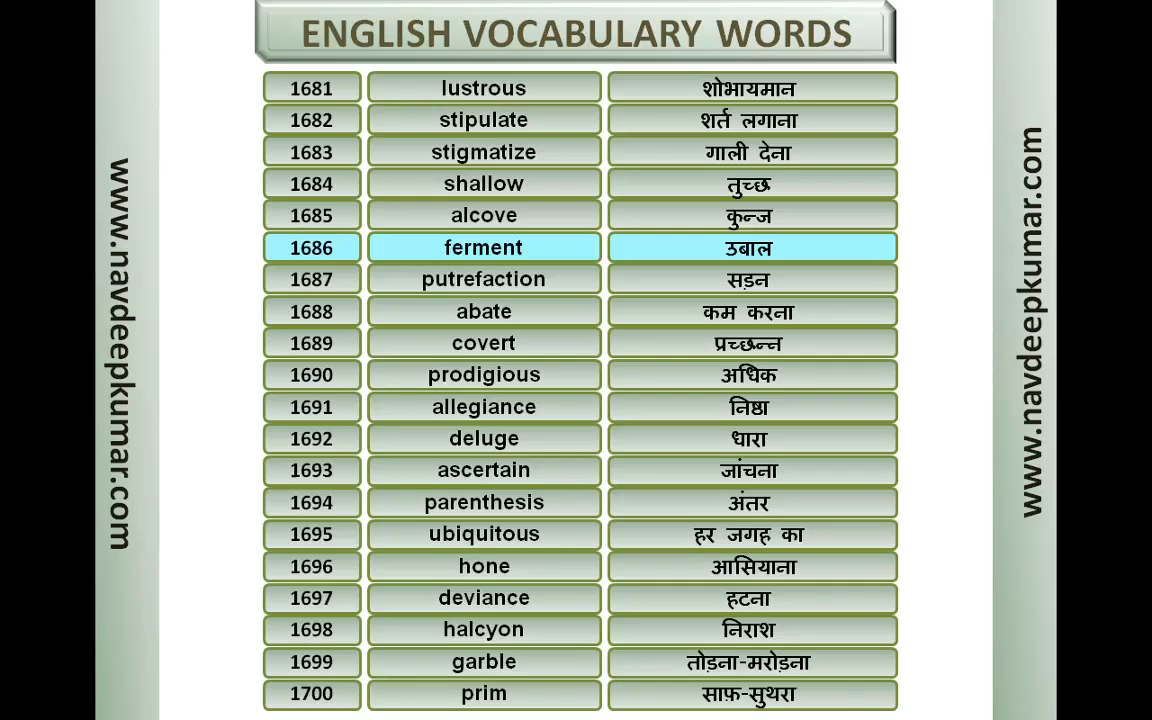 ENGLISH VOCABULARY WORDS
1681 lustrous शोभायमान
1682 stipulate शर्त लगाना
1683 stigmatize गाली देना
1684 shallow तुच्छ
1685 alcove कुन्ज
1686 ferment उबाल
1687 putrefaction सड़न
1688 abate कम करना
1689 covert प्रच्छन्न
1690 prodigious अधिक
1691 allegiance निष्ठा
1692 deluge धारा
1693 ascertain जांचना
1694 parenthesis अंतर
1695 ubiquitous हर जगह का
1696 hone आसियाना
1697 deviance हटना
1698 halcyon निराश
1699 garble तोड़ना-मरोड़ना
1700 prim साफ़-सुथरा
www.navdeepkumar.com
www.navdeepkumar.com